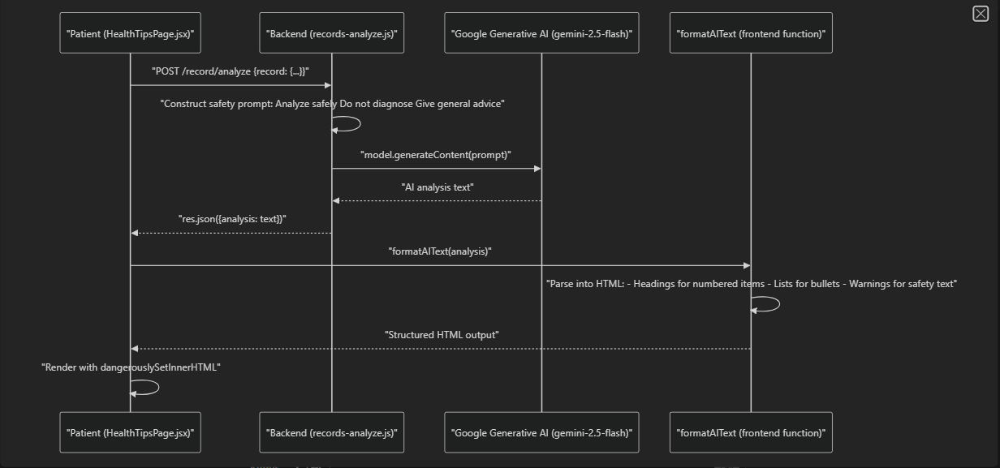 "Patient (HealthTipsPage.jsx)" "Backend (records-analyze.js)" "Google Generative AI (gemini-2.5-flash)" "formatAIText (frontend function)"
"POST /record/analyze {record: {...}}"
"Construct safety prompt: Analyze safely Do not diagnose Give general advice"
"model.generateContent(prompt)"
"AI analysis text"
"res.json({analysis: text})"
"formatAIText(analysis)"
"Parse into HTML: - Headings for numbered items - Lists for bullets - Warnings for safety text"
"Structured HTML output"
"Render with dangerouslySetInnerHTML"
"Patient (HealthTipsPage.jsx)" "Backend (records-analyze.js)" "Google Generative AI (gemini-2.5-flash)" "formatAIText (frontend function)"